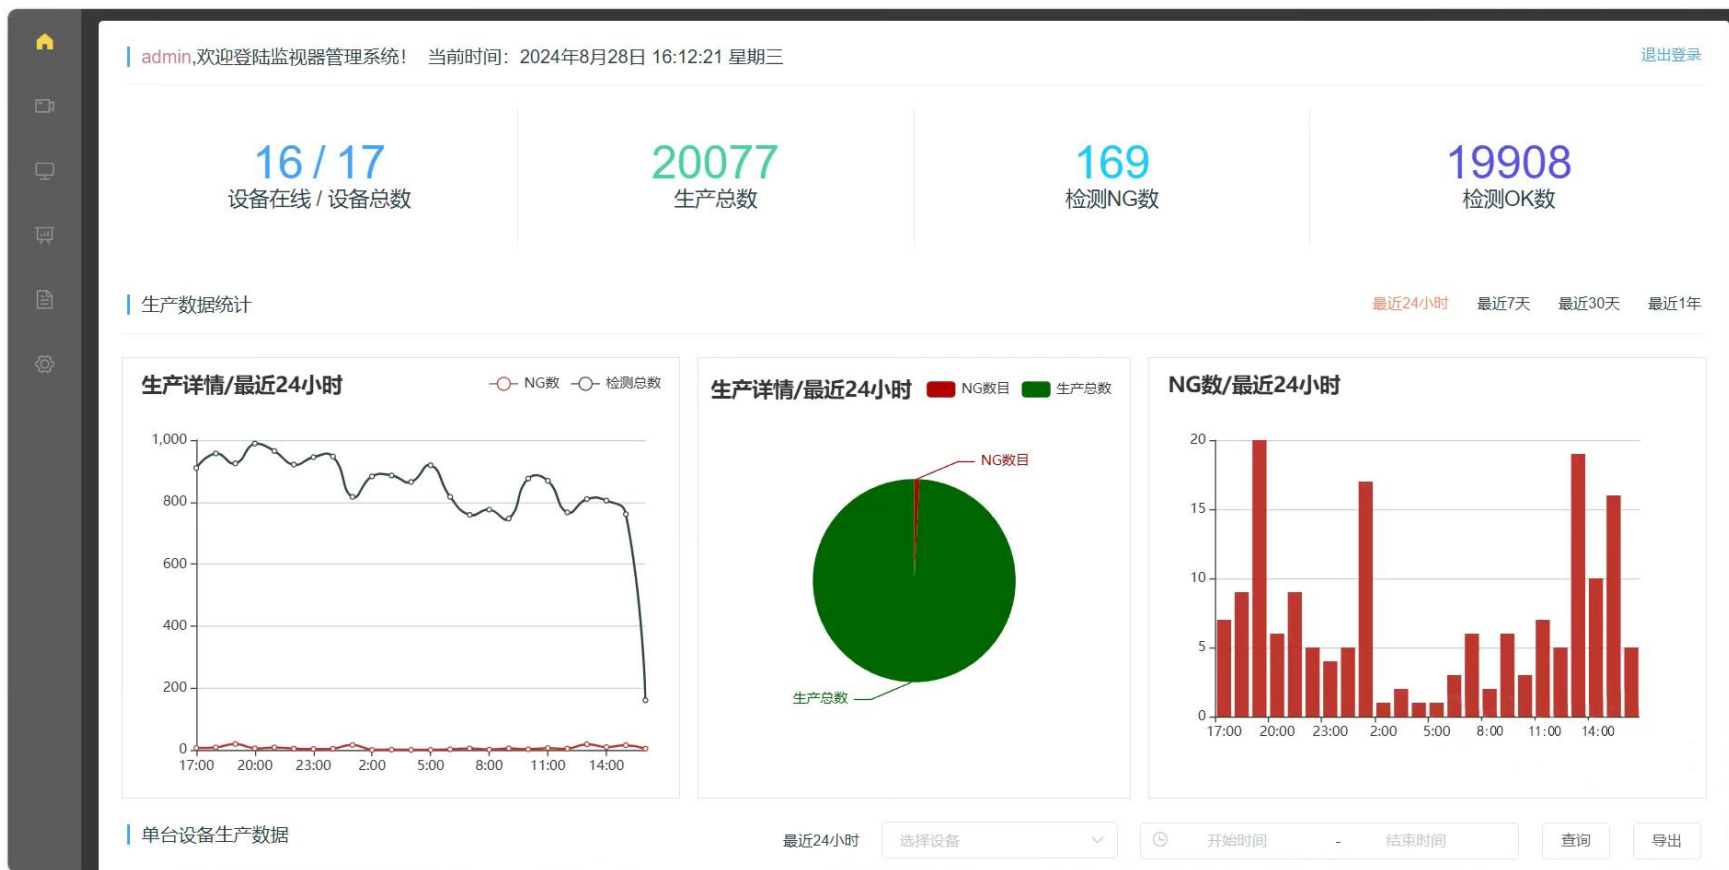 admin,欢迎登陆监视器管理系统! 当前时间：2024年8月28日 16:12:21 星期三
退出登录
16 / 17
设备在线 / 设备总数
20077
生产总数
169
检测NG数
19908
检测OK数
生产数据统计
最近24小时 最近7天 最近30天 最近1年
生产详情/最近24小时
NG数 检测总数
1,000
800
600
400
200
0
17:00 20:00 23:00 2:00 5:00 8:00 11:00 14:00
生产详情/最近24小时
NG数目 生产总数
NG数目
生产总数
NG数/最近24小时
20
15
10
5
0
17:00 20:00 23:00 2:00 5:00 8:00 11:00 14:00
单台设备生产数据
最近24小时 选择设备 开始时间 - 结束时间 查询 导出